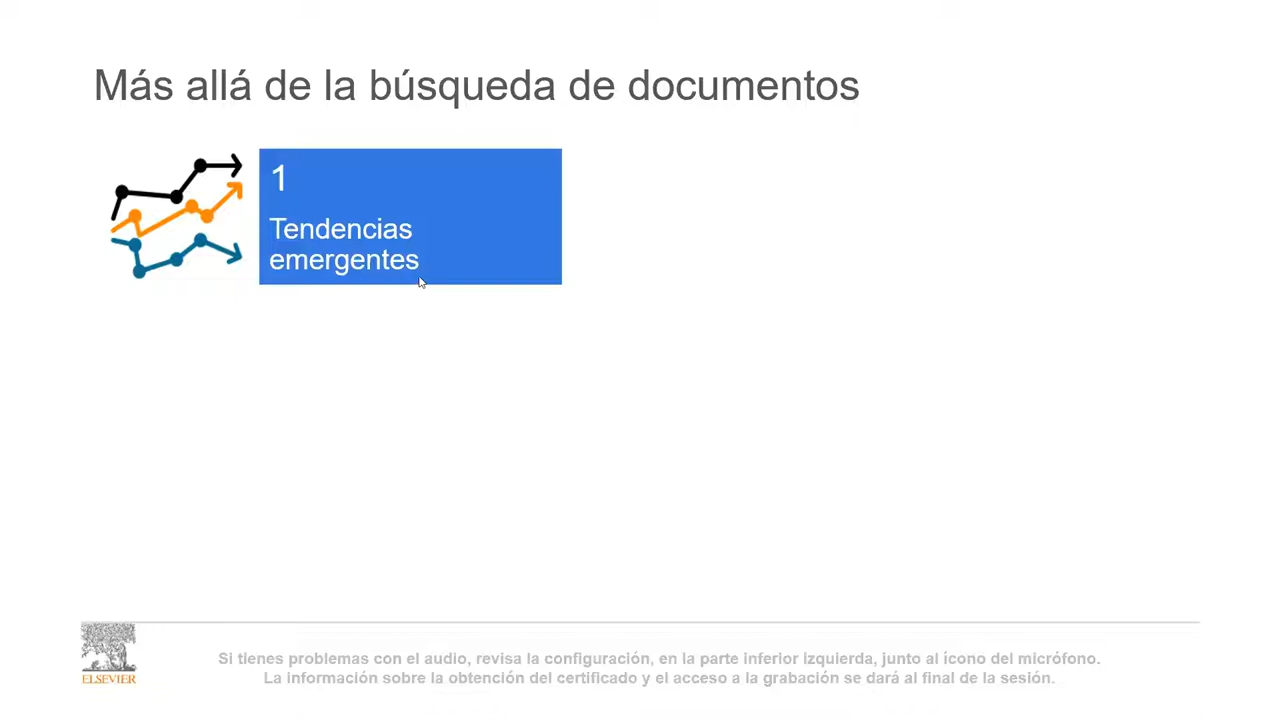 Más allá de la búsqueda de documentos
1
Tendencias
emergentes
ELSEVIER
Si tienes problemas con el audio, revisa la configuración, en la parte inferior izquierda, junto al ícono del micrófono.
La información sobre la obtención del certificado y el acceso a la grabación se dará al final de la sesión.